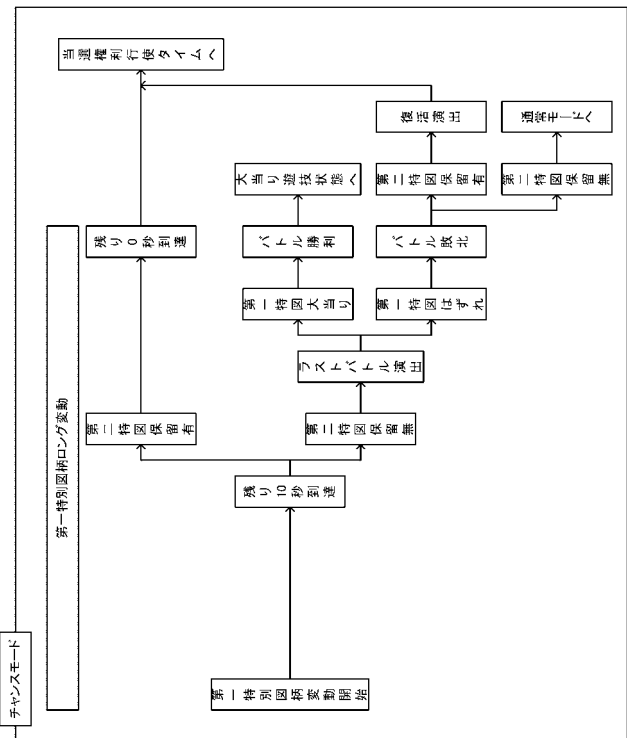 チャンスモード
第一特別図柄ロング変動
第一特別図柄変動開始
残り10秒到達
第二特図保留有
残り0秒到達
当選権利行使タイムへ
第二特図保留無
ラストバトル演出
第一特図大当り
バトル勝利
大当り遊技状態へ
第一特図はずれ
バトル敗北
第二特図保留有
復活演出
第二特図保留無
通常モードへ